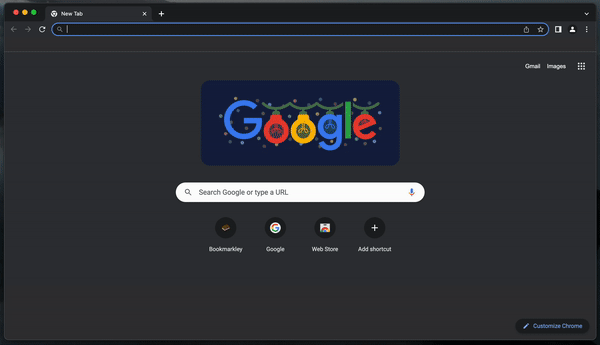 New Tab
Gmail Images
Google
Search Google or type a URL
Bookmarkley Google Web Store Add shortcut
Customize Chrome